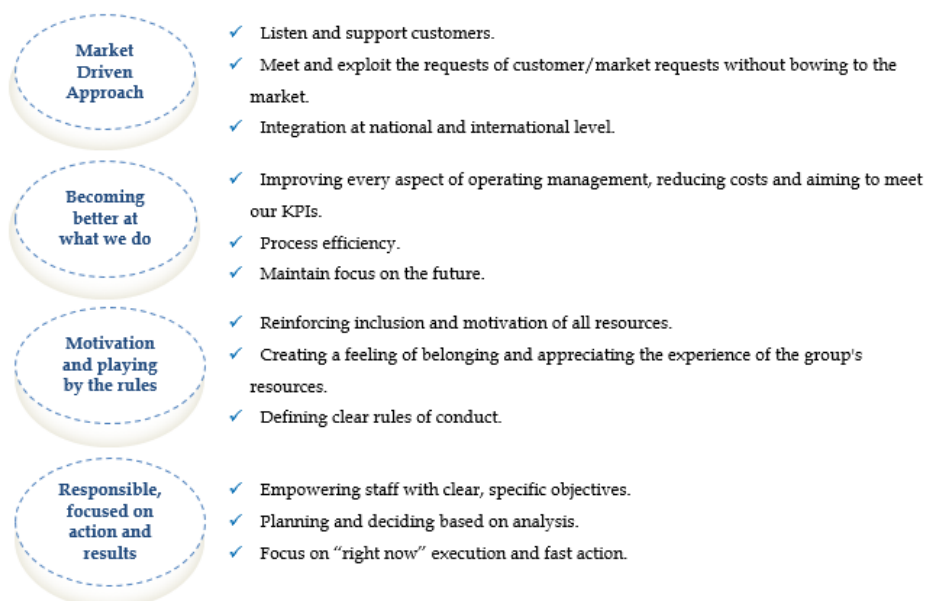 Market
Driven
Approach
✓ Listen and support customers.
✓ Meet and exploit the requests of customer/market requests without bowing to the
market.
✓ Integration at national and international level.
Becoming
better at
what we do
✓ Improving every aspect of operating management, reducing costs and aiming to meet
our KPIs.
✓ Process efficiency.
✓ Maintain focus on the future.
Motivation
and playing
by the rules
✓ Reinforcing inclusion and motivation of all resources.
✓ Creating a feeling of belonging and appreciating the experience of the group's
resources.
✓ Defining clear rules of conduct.
Responsible,
focused on
action and
results
✓ Empowering staff with clear, specific objectives.
✓ Planning and deciding based on analysis.
✓ Focus on “right now” execution and fast action.